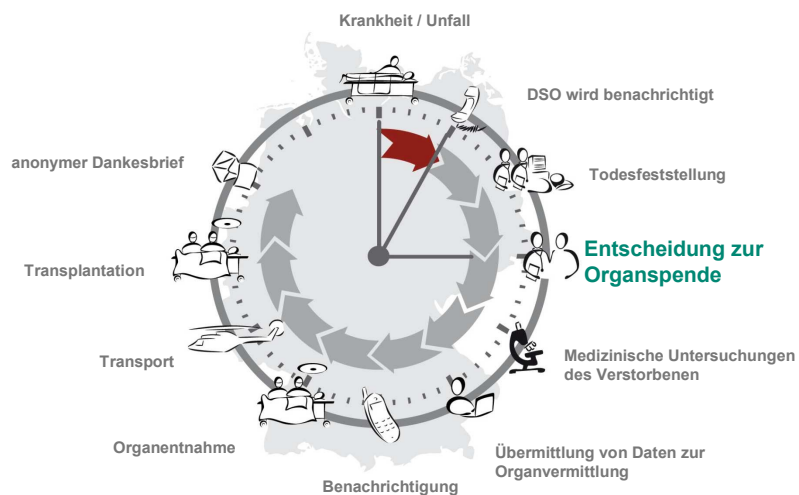 Krankheit / Unfall
DSO wird benachrichtigt
Todesfeststellung
Entscheidung zur
Organspende
Medizinische Untersuchungen
des Verstorbenen
Übermittlung von Daten zur
Organvermittlung
Benachrichtigung
Organentnahme
Transport
Transplantation
anonymer Dankesbrief